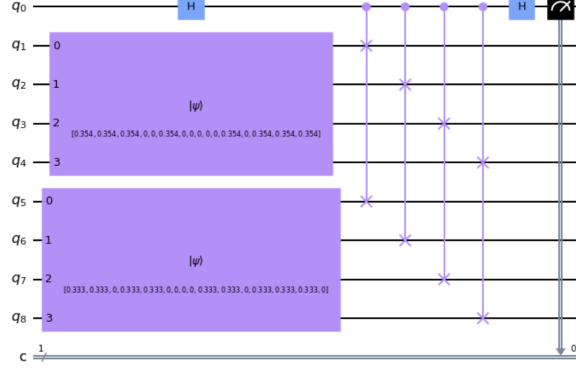 q0 H H
q1 0
q2 1
|ψ⟩
q3 2
[0.354, 0.354, 0.354, 0, 0, 0.354, 0, 0, 0, 0, 0.354, 0, 0.354, 0.354, 0.354]
q4 3
q5 0
q6 1
|ψ⟩
q7 2
[0.333, 0.333, 0, 0.333, 0.333, 0, 0, 0, 0.333, 0.333, 0, 0.333, 0.333, 0.333, 0]
q8 3
c 1 0